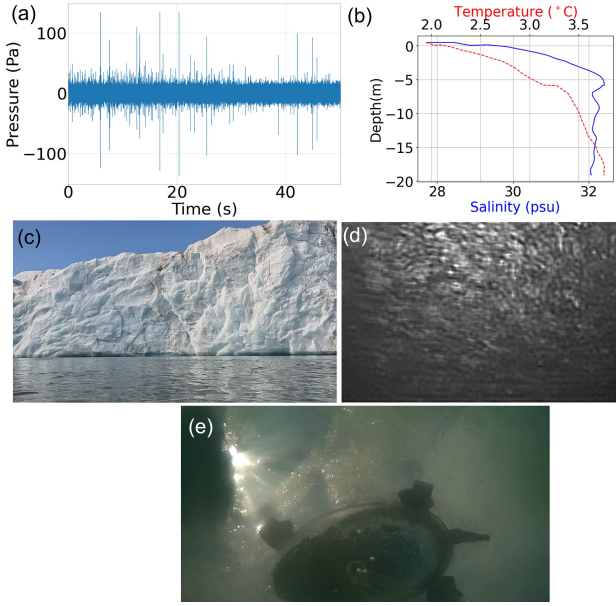 (a)
Pressure (Pa)
100
0
−100
0
20
40
Time (s)
(b)
Temperature (°C)
2.0
2.5
3.0
3.5
Depth(m)
0
−5
−10
−15
−20
28
30
32
Salinity (psu)
(c)
(d)
(e)